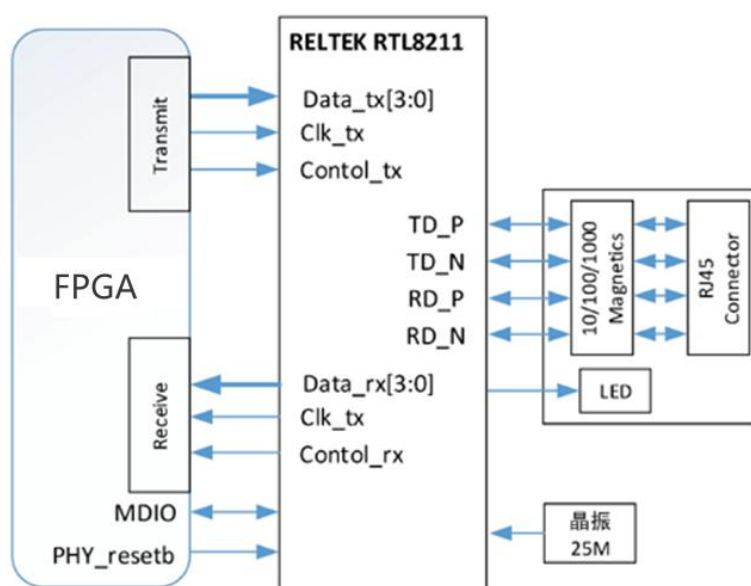 RELTEK RTL8211
Transmit
Data_tx[3:0]
Clk_tx
Contol_tx
FPGA
TD_P
TD_N
RD_P
RD_N
10/100/1000
Magnetics
RJ45
Connector
LED
Receive
Data_rx[3:0]
Clk_tx
Contol_rx
MDIO
PHY_resetb
晶振
25M